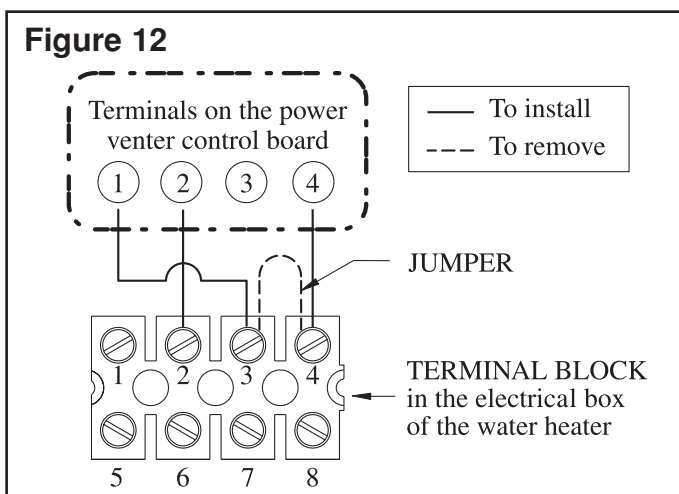 Figure 12
Terminals on the power
venter control board
1 2 3 4
To install
To remove
JUMPER
1 2 3 4
TERMINAL BLOCK
in the electrical box
of the water heater
5 6 7 8